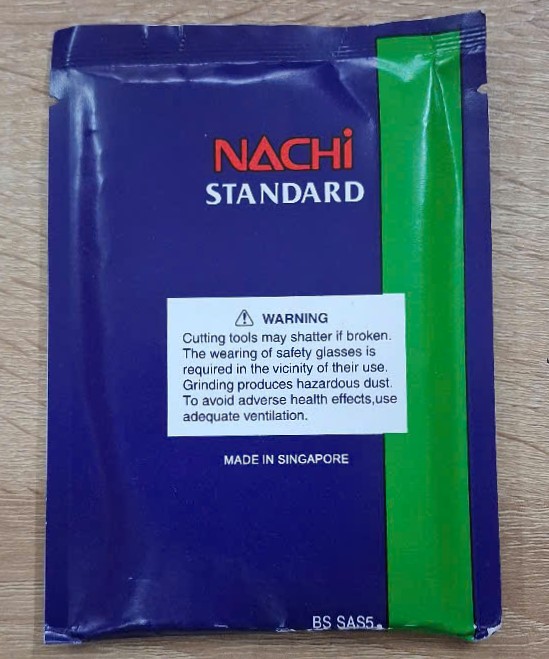 NACHi
STANDARD
WARNING
Cutting tools may shatter if broken.
The wearing of safety glasses is
required in the vicinity of their use.
Grinding produces hazardous dust.
To avoid adverse health effects,use
adequate ventilation.
MADE IN SINGAPORE
BS SAS5